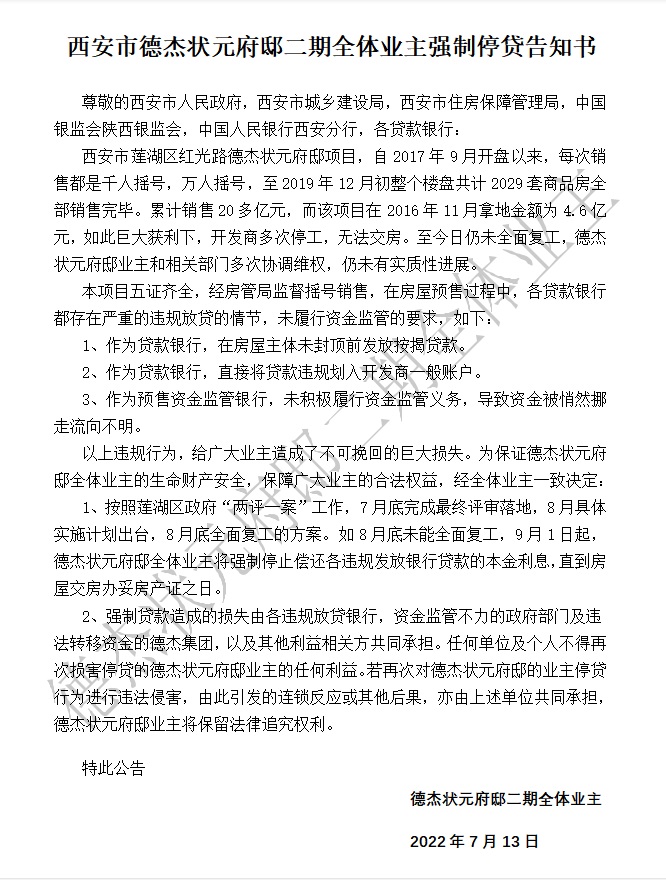 西安市德杰状元府邸二期全体业主强制停贷告知书
尊敬的西安市人民政府，西安市城乡建设局，西安市住房保障管理局，中国
银监会陕西银监会，中国人民银行西安分行，各贷款银行：
西安市莲湖区红光路德杰状元府邸项目，自 2017 年 9 月开盘以来，每次销
售都是千人摇号，万人摇号，至 2019 年 12 月初整个楼盘共计 2029 套商品房全
部销售完毕。累计销售 20 多亿元，而该项目在 2016 年 11 月拿地金额为 4.6 亿
元，如此巨大获利下，开发商多次停工，无法交房。至今日仍未全面复工，德杰
状元府邸业主和相关部门多次协调维权，仍未有实质性进展。
本项目五证齐全，经房管局监督摇号销售，在房屋预售过程中，各贷款银行
都存在严重的违规放贷的情节，未履行资金监管的要求，如下：
1、作为贷款银行，在房屋主体未封顶前发放按揭贷款。
2、作为贷款银行，直接将贷款违规划入开发商一般账户。
3、作为预售资金监管银行，未积极履行资金监管义务，导致资金被悄然挪
走流向不明。
以上违规行为，给广大业主造成了不可挽回的巨大损失。为保证德杰状元府
邸全体业主的生命财产安全，保障广大业主的合法权益，经全体业主一致决定：
1、按照莲湖区政府“两评一案”工作，7 月底完成最终评审落地，8 月具体
实施计划出台，8 月底全面复工的方案。如 8 月底未能全面复工，9 月 1 日起，
德杰状元府邸全体业主将强制停止偿还各违规发放银行贷款的本金利息，直到房
屋交房办妥房产证之日。
2、强制贷款造成的损失由各违规放贷银行，资金监管不力的政府部门及违
法转移资金的德杰集团，以及其他利益相关方共同承担。任何单位及个人不得再
次损害停贷的德杰状元府邸业主的任何利益。若再次对德杰状元府邸的业主停贷
行为进行违法侵害，由此引发的连锁反应或其他后果，亦由上述单位共同承担，
德杰状元府邸业主将保留法律追究权利。
特此公告
德杰状元府邸二期全体业主
2022 年 7 月 13 日
德杰状元府邸二期全体业主